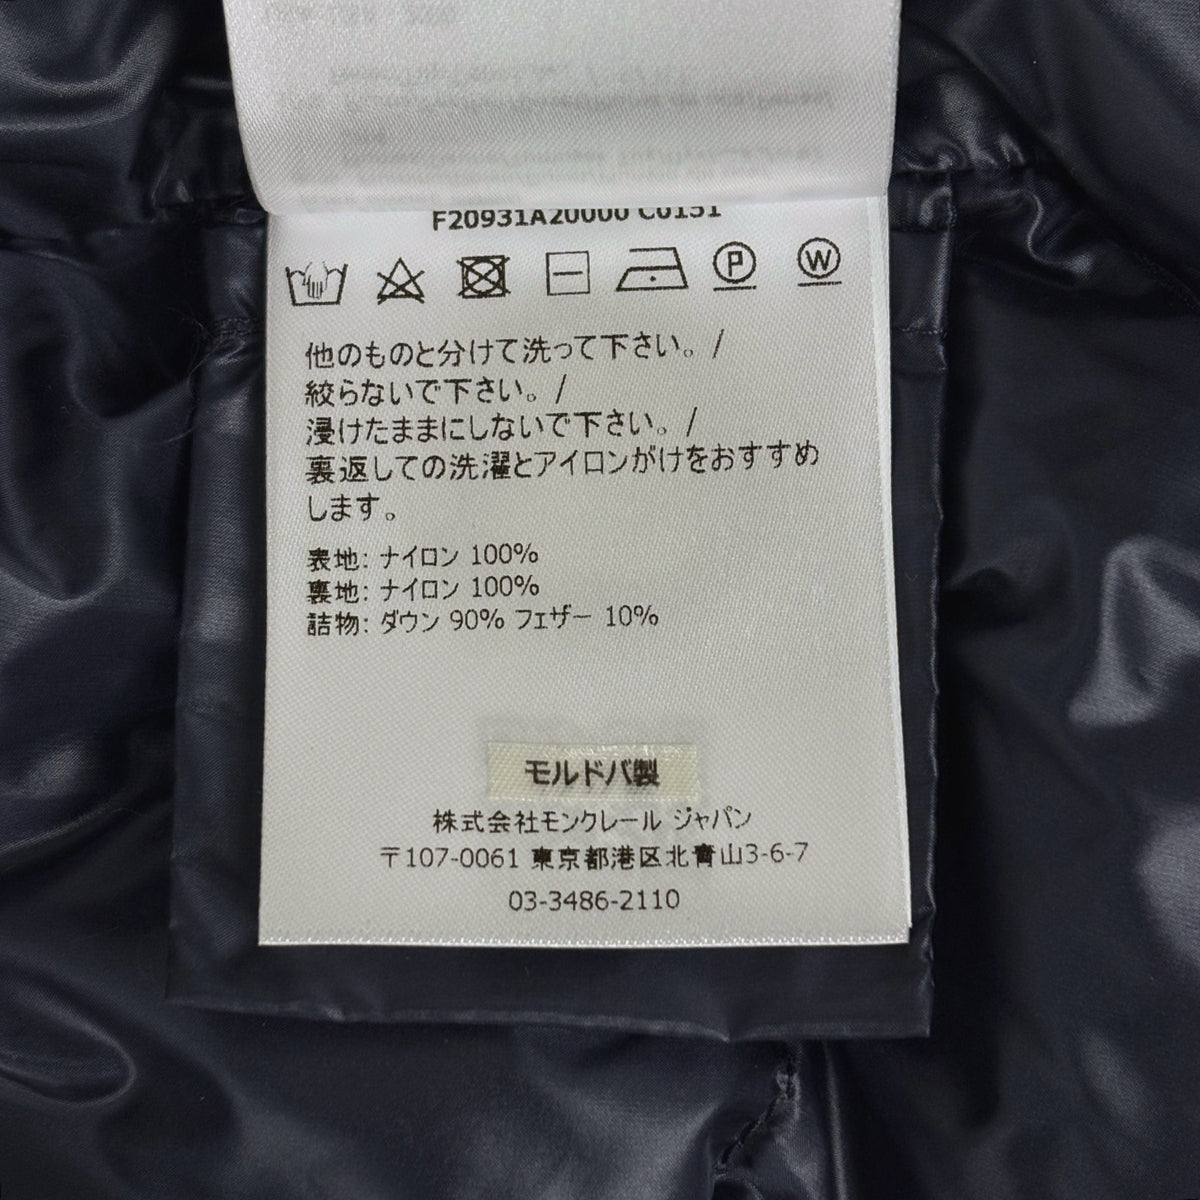 F20931A20000 C0151
P
W
他のものと分けて洗って下さい。/
絞らないで下さい。/
浸けたままにしないで下さい。/
裏返しての洗濯とアイロンがけをおすすめ
します。
表地: ナイロン 100%
裏地: ナイロン 100%
詰物: ダウン 90% フェザー 10%
モルドバ製
株式会社モンクレール ジャパン
〒107-0061 東京都港区北青山3-6-7
03-3486-2110